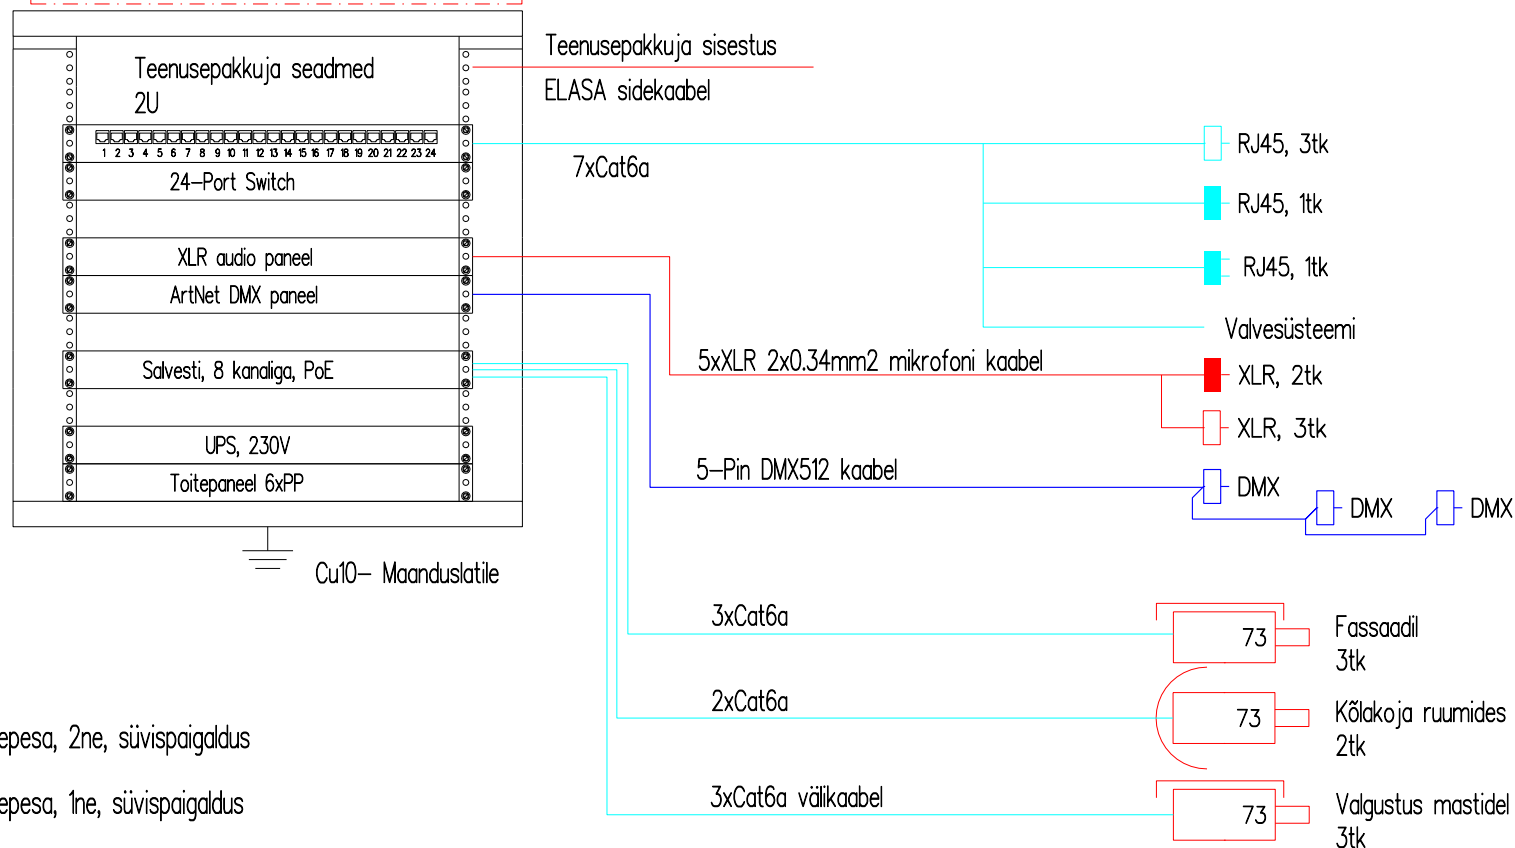 Teenusepakkuja seadmed
2U
Teenusepakkuja sisestus
ELASA sidekaabel
1 2 3 4 5 6 7 8 9 10 11 12 13 14 15 16 17 18 19 20 21 22 23 24
24-Port Switch
7xCat6a
RJ45, 3tk
RJ45, 1tk
RJ45, 1tk
Valvesüsteemi
XLR audio paneel
ArtNet DMX paneel
Salvesti, 8 kanaliga, PoE
UPS, 230V
Toitepaneel 6xPP
5xXLR 2x0.34mm2 mikrofoni kaabel
XLR, 2tk
XLR, 3tk
5-Pin DMX512 kaabel
DMX
DMX
DMX
Cu10- Maanduslatile
3xCat6a
73
Fassaadil
3tk
2xCat6a
73
Kõlakoja ruumides
2tk
3xCat6a välikaabel
73
Valgustus mastidel
3tk
epesa, 2ne, süvispaigaldus
epesa, 1ne, süvispaigaldus